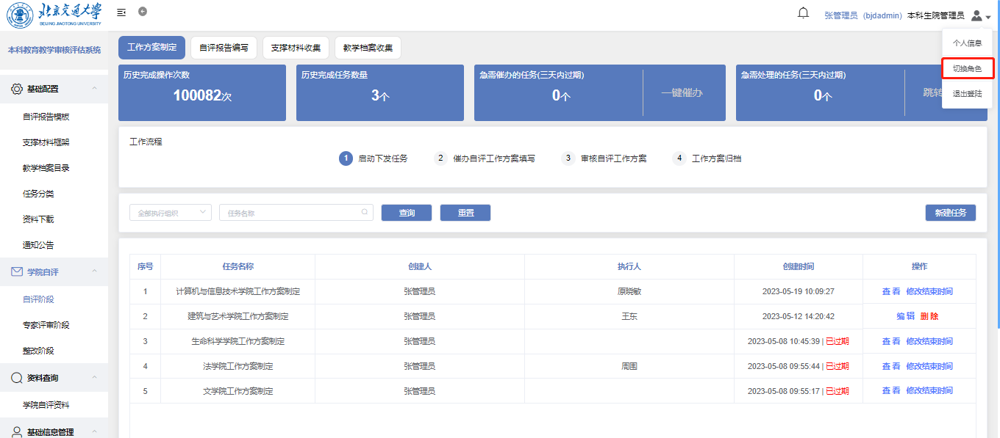 北京交通大学
BEIJING JIAOTONG UNIVERSITY
张管理员 (bjdadmin) 本科生院管理员
个人信息
切换角色
退出登陆
本科教育教学审核评估系统
基础配置
自评报告模板
支撑材料框架
教学档案目录
任务分类
资料下载
通知公告
学院自评
自评阶段
专家评审阶段
整改阶段
资料查询
学院自评资料
基础信息管理
工作方案制定 自评报告编写 支撑材料收集 教学档案收集
历史完成操作次数
100082次
历史完成任务数量
3个
急需催办的任务(三天内过期)
0个
一键催办
急需处理的任务(三天内过期)
0个
跳转
工作流程
1 启动下发任务 2 催办自评工作方案填写 3 审核自评工作方案 4 工作方案归档
全部执行组织 任务名称 查询 重置 新建任务
序号 任务名称 创建人 执行人 创建时间 操作
1 计算机与信息技术学院工作方案制定 张管理员 原晓敏 2023-05-19 10:09:27 查看 修改结束时间
2 建筑与艺术学院工作方案制定 张管理员 王东 2023-05-12 14:20:42 编辑 删除
3 生命科学学院工作方案制定 张管理员 2023-05-08 10:45:39 | 已过期 查看 修改结束时间
4 法学院工作方案制定 张管理员 周围 2023-05-08 09:55:44 | 已过期 查看 修改结束时间
5 文学院工作方案制定 张管理员 2023-05-08 09:55:17 | 已过期 查看 修改结束时间